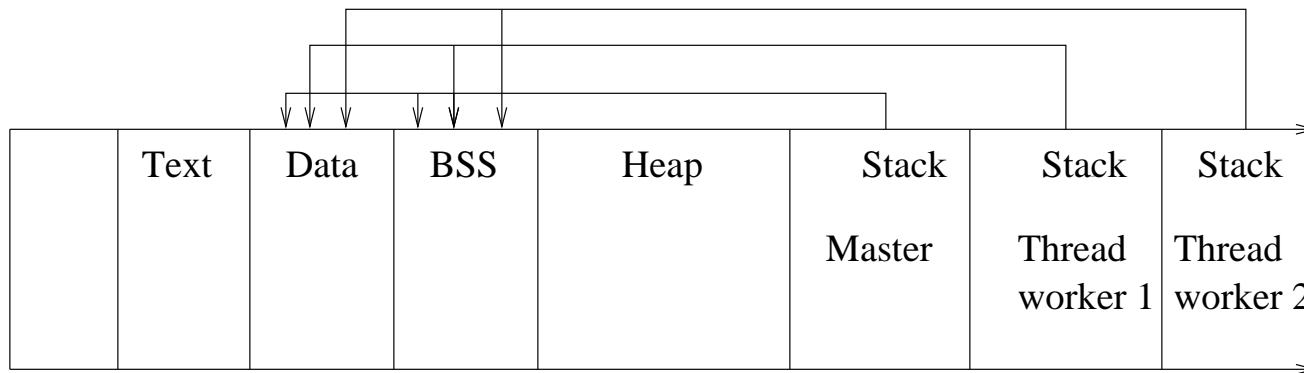 Text Data BSS Heap Stack Stack Stack
Master Thread Thread
worker 1 worker 2